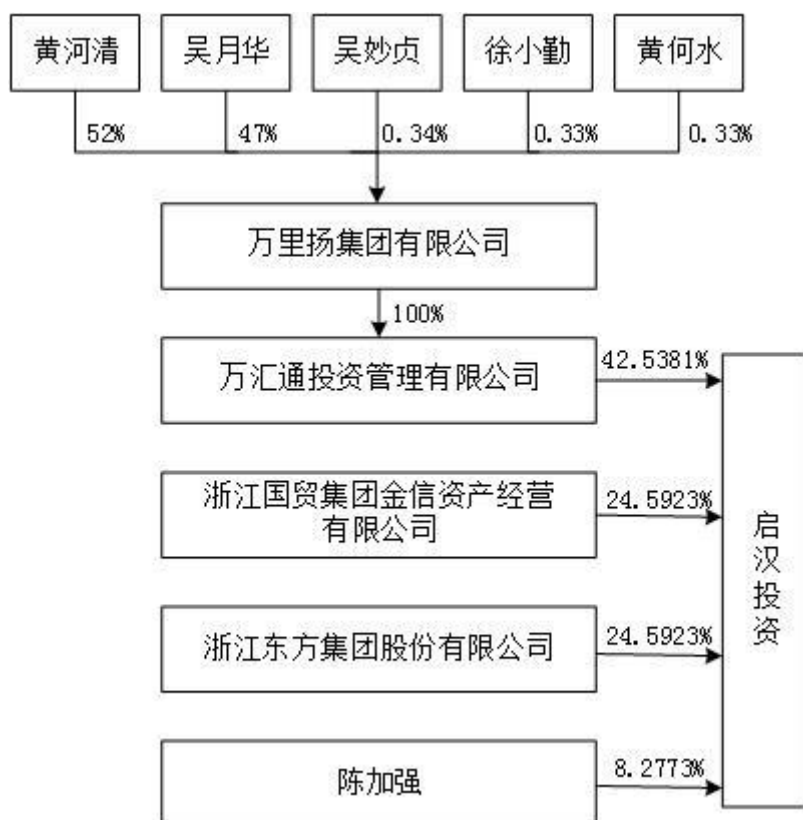 黄河清
吴月华
吴妙贞
徐小勤
黄何水
52%
47%
0.34%
0.33%
0.33%
万里扬集团有限公司
100%
万汇通投资管理有限公司
42.5381%
浙江国贸集团金信资产经营
有限公司
24.5923%
启汉投资
浙江东方集团股份有限公司
24.5923%
陈加强
8.2773%